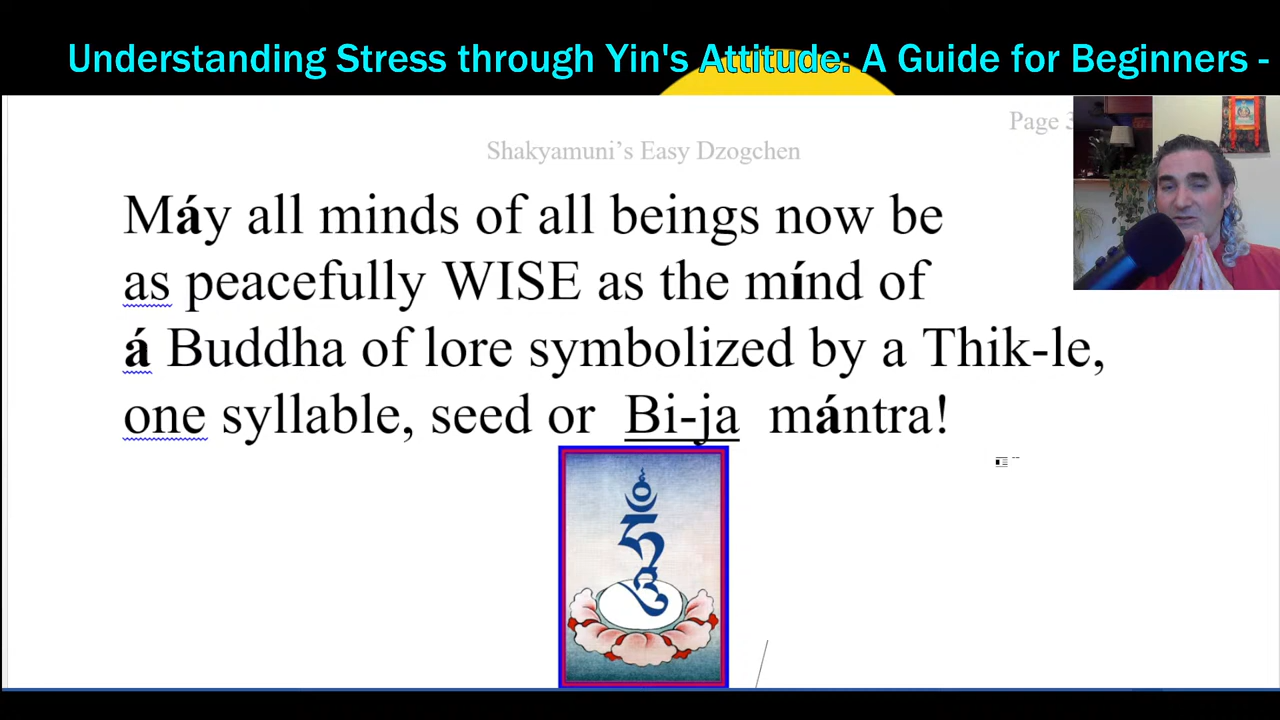 Understanding Stress through Yin's Attitude: A Guide for Beginners -
Page 3
Shakyamuni’s Easy Dzogchen
Máy all minds of all beings now be
as peacefully WISE as the mínd of
á Buddha of lore symbolized by a Thik-le,
one syllable, seed or Bi-ja mántra!
ཧཱུྃ